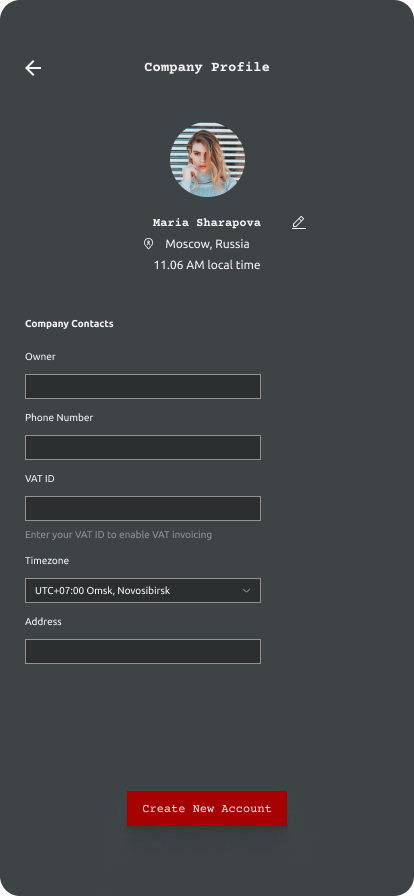 Company Profile
Maria Sharapova
Moscow, Russia
11.06 AM local time
Company Contacts
Owner
Phone Number
VAT ID
Enter your VAT ID to enable VAT invoicing
Timezone
UTC+07:00 Omsk, Novosibirsk
Address
Create New Account